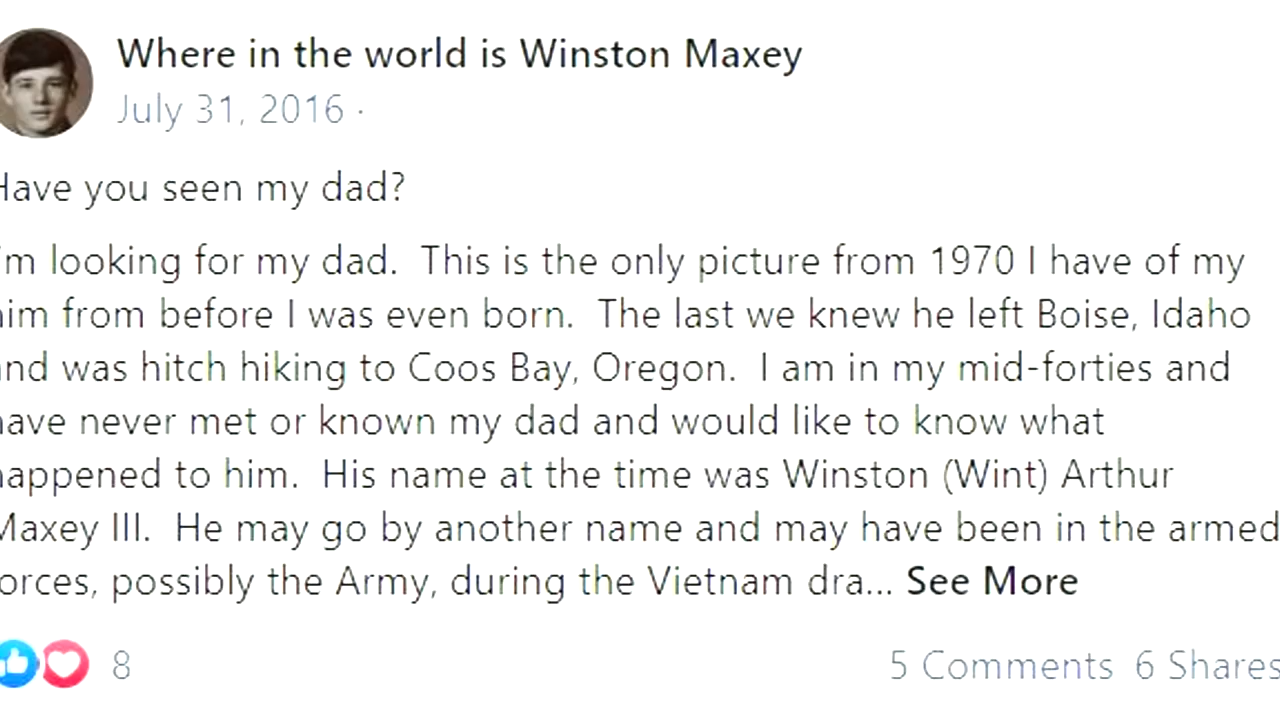 Where in the world is Winston Maxey
July 31, 2016 ·
Have you seen my dad?
I'm looking for my dad. This is the only picture from 1970 I have of my
him from before I was even born. The last we knew he left Boise, Idaho
and was hitch hiking to Coos Bay, Oregon. I am in my mid-forties and
have never met or known my dad and would like to know what
happened to him. His name at the time was Winston (Wint) Arthur
Maxey III. He may go by another name and may have been in the armed
forces, possibly the Army, during the Vietnam dra... See More
8 5 Comments 6 Shares